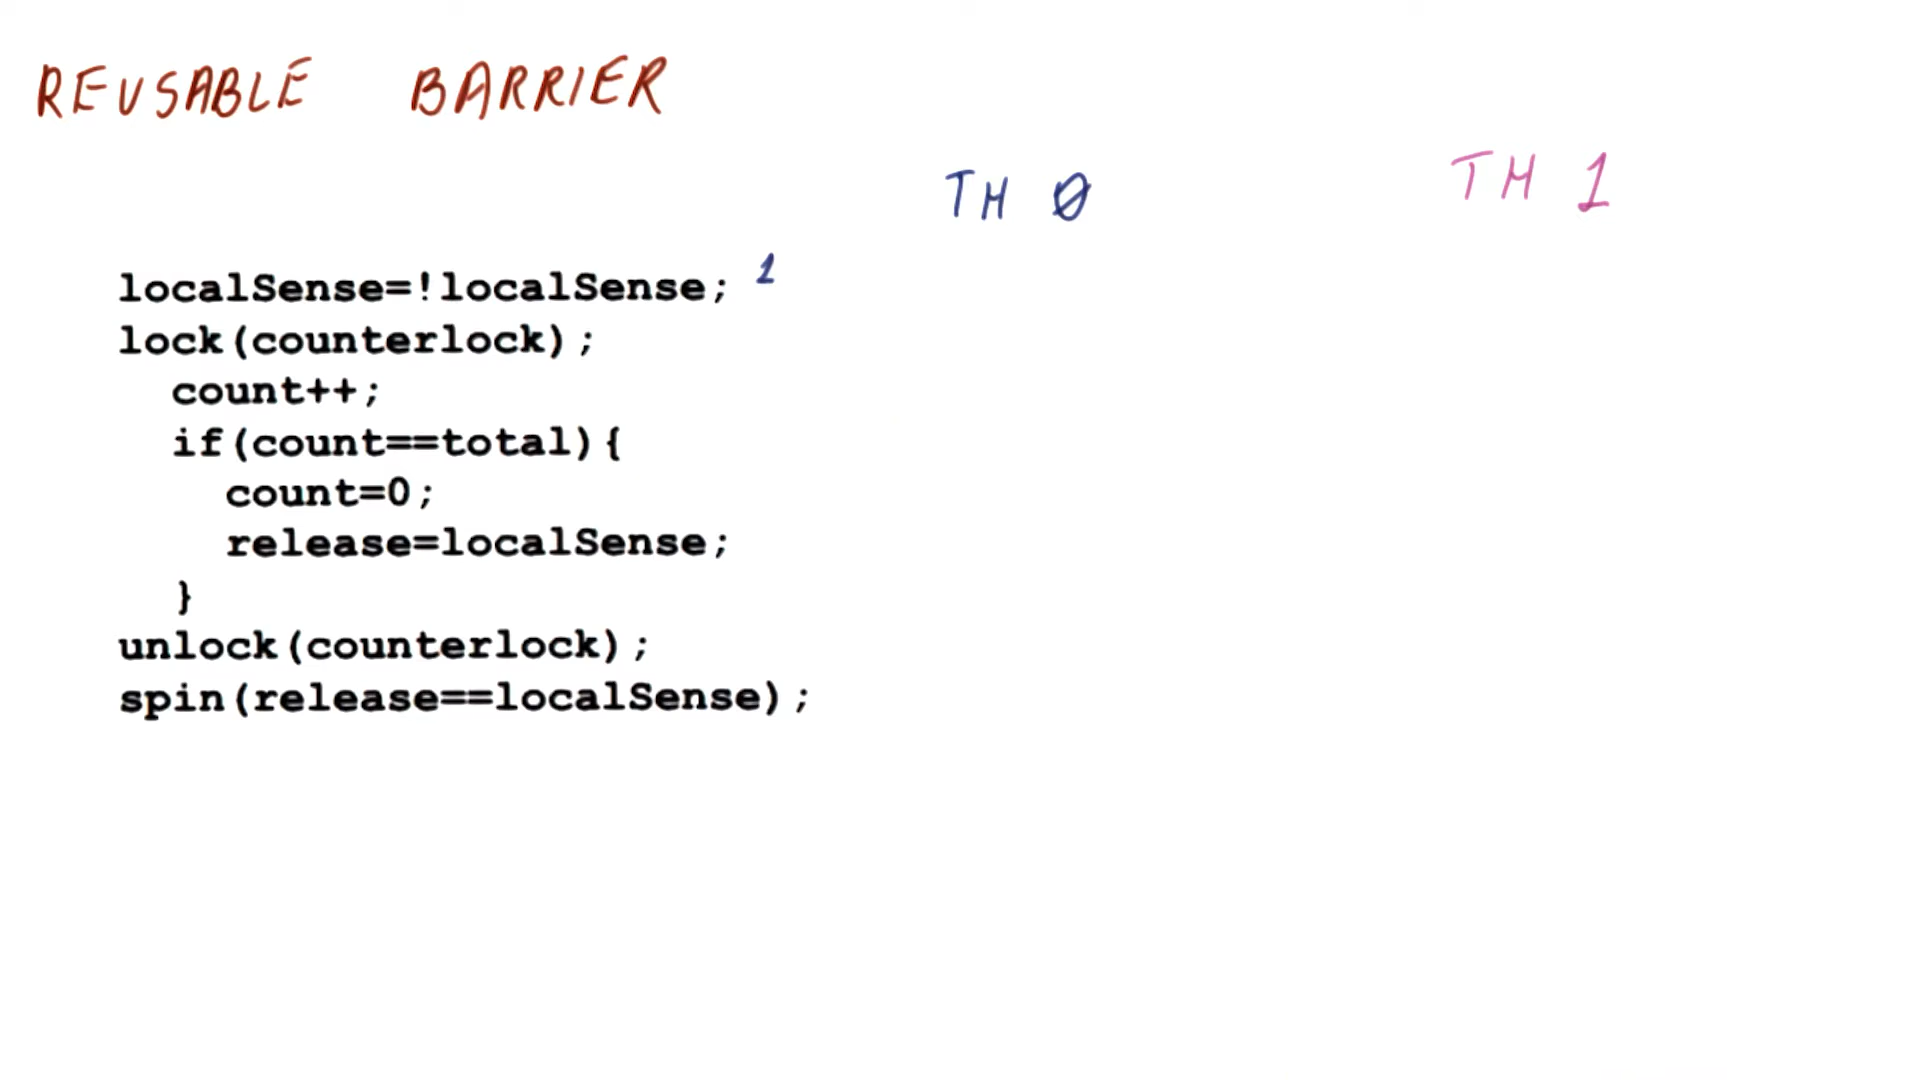 REUSABLE BARRIER
TH 0
TH 1
localSense=!localSense; 1
lock(counterlock);
count++;
if(count==total){
count=0;
release=localSense;
}
unlock(counterlock);
spin(release==localSense);